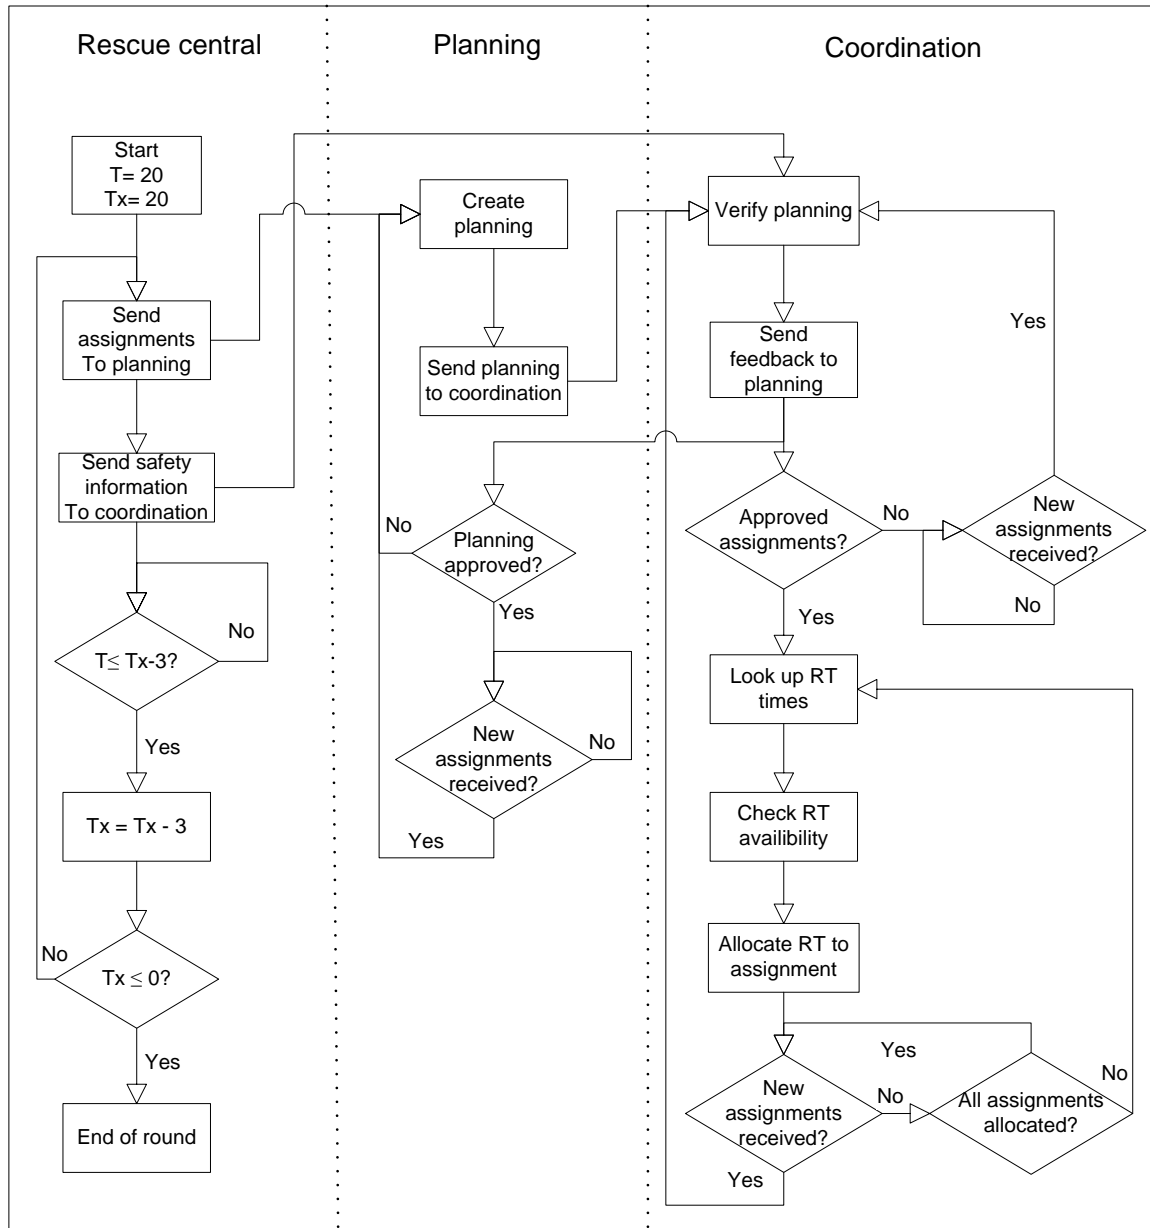 Rescue central
Planning
Coordination
Start
T= 20
Tx= 20
Send
assignments
To planning
Send safety
information
To coordination
T≤ Tx-3?
No
Yes
Tx = Tx - 3
Tx ≤ 0?
No
Yes
End of round
Create
planning
Send planning
to coordination
Planning
approved?
No
Yes
New
assignments
received?
No
Yes
Verify planning
Send
feedback to
planning
Approved
assignments?
No
New
assignments
received?
Yes
No
Yes
Look up RT
times
Check RT
availibility
Allocate RT to
assignment
New
assignments
received?
No
Yes
All assignments
allocated?
Yes
No